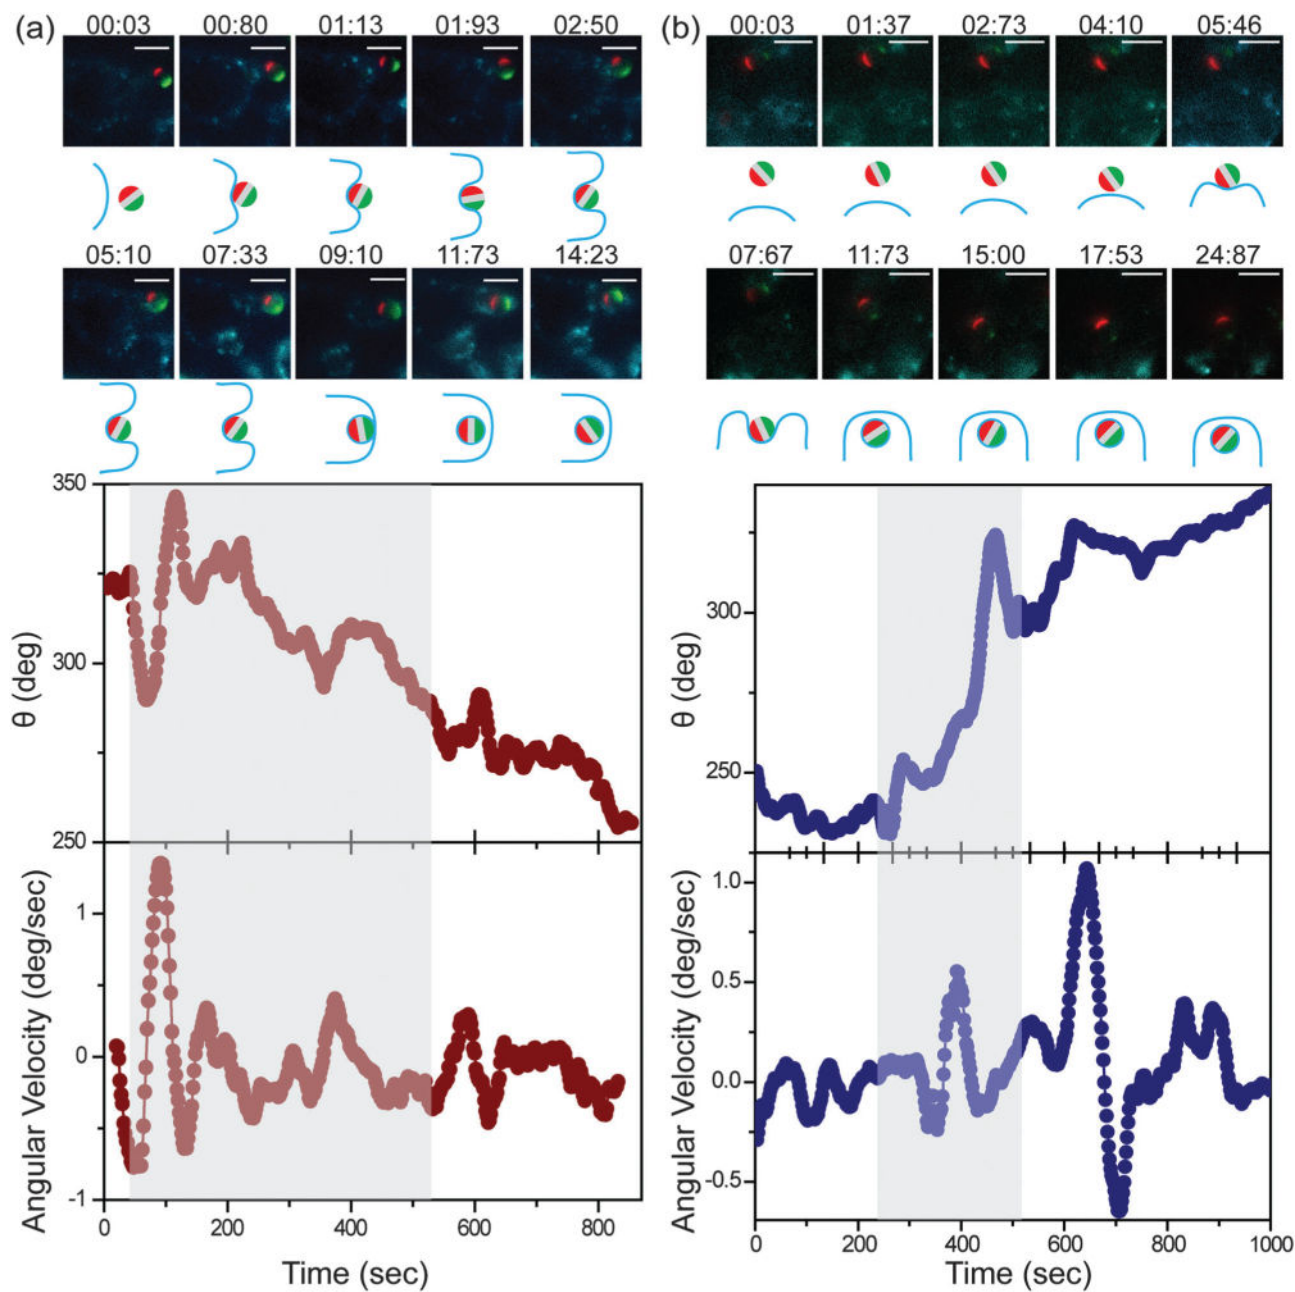 (a) 00:03 00:80 01:13 01:93 02:50
05:10 07:33 09:10 11:73 14:23
350
300
250
θ (deg)
1
0
-1
Angular Velocity (deg/sec)
0 200 400 600 800
Time (sec)
(b) 00:03 01:37 02:73 04:10 05:46
07:67 11:73 15:00 17:53 24:87
300
250
θ (deg)
1.0
0.5
0.0
-0.5
Angular Velocity (deg/sec)
0 200 400 600 800 1000
Time (sec)